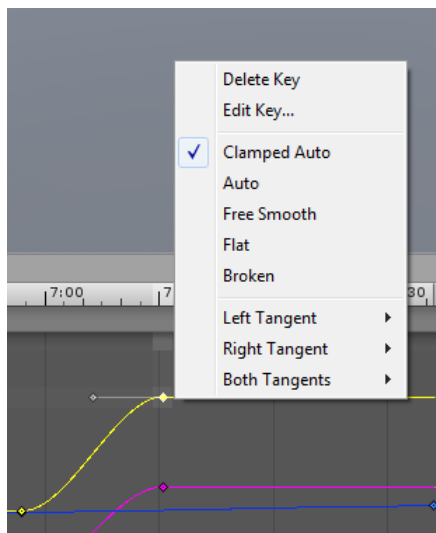 Delete Key
Edit Key...
Clamped Auto
Auto
Free Smooth
Flat
Broken
7:00
7
30
Left Tangent
Right Tangent
Both Tangents